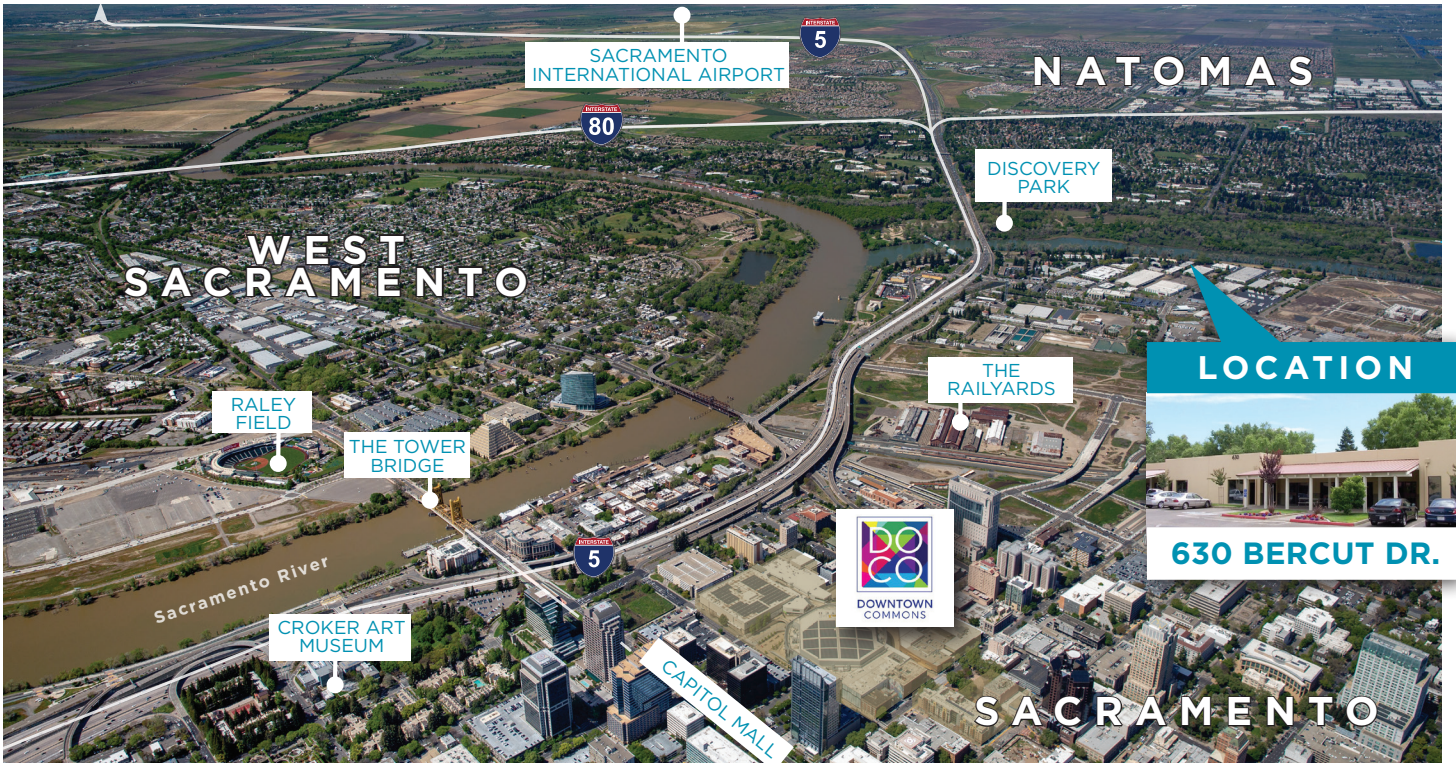 SACRAMENTO
INTERNATIONAL AIRPORT
INTERSTATE
5
NATOMAS
INTERSTATE
80
DISCOVERY
PARK
WEST
SACRAMENTO
LOCATION
THE
RAILYARDS
RALEY
FIELD
THE TOWER
BRIDGE
630 BERCUT DR.
DO
CO
DOWNTOWN
COMMONS
INTERSTATE
5
Sacramento River
CROKER ART
MUSEUM
CAPITOL MALL
SACRAMENTO